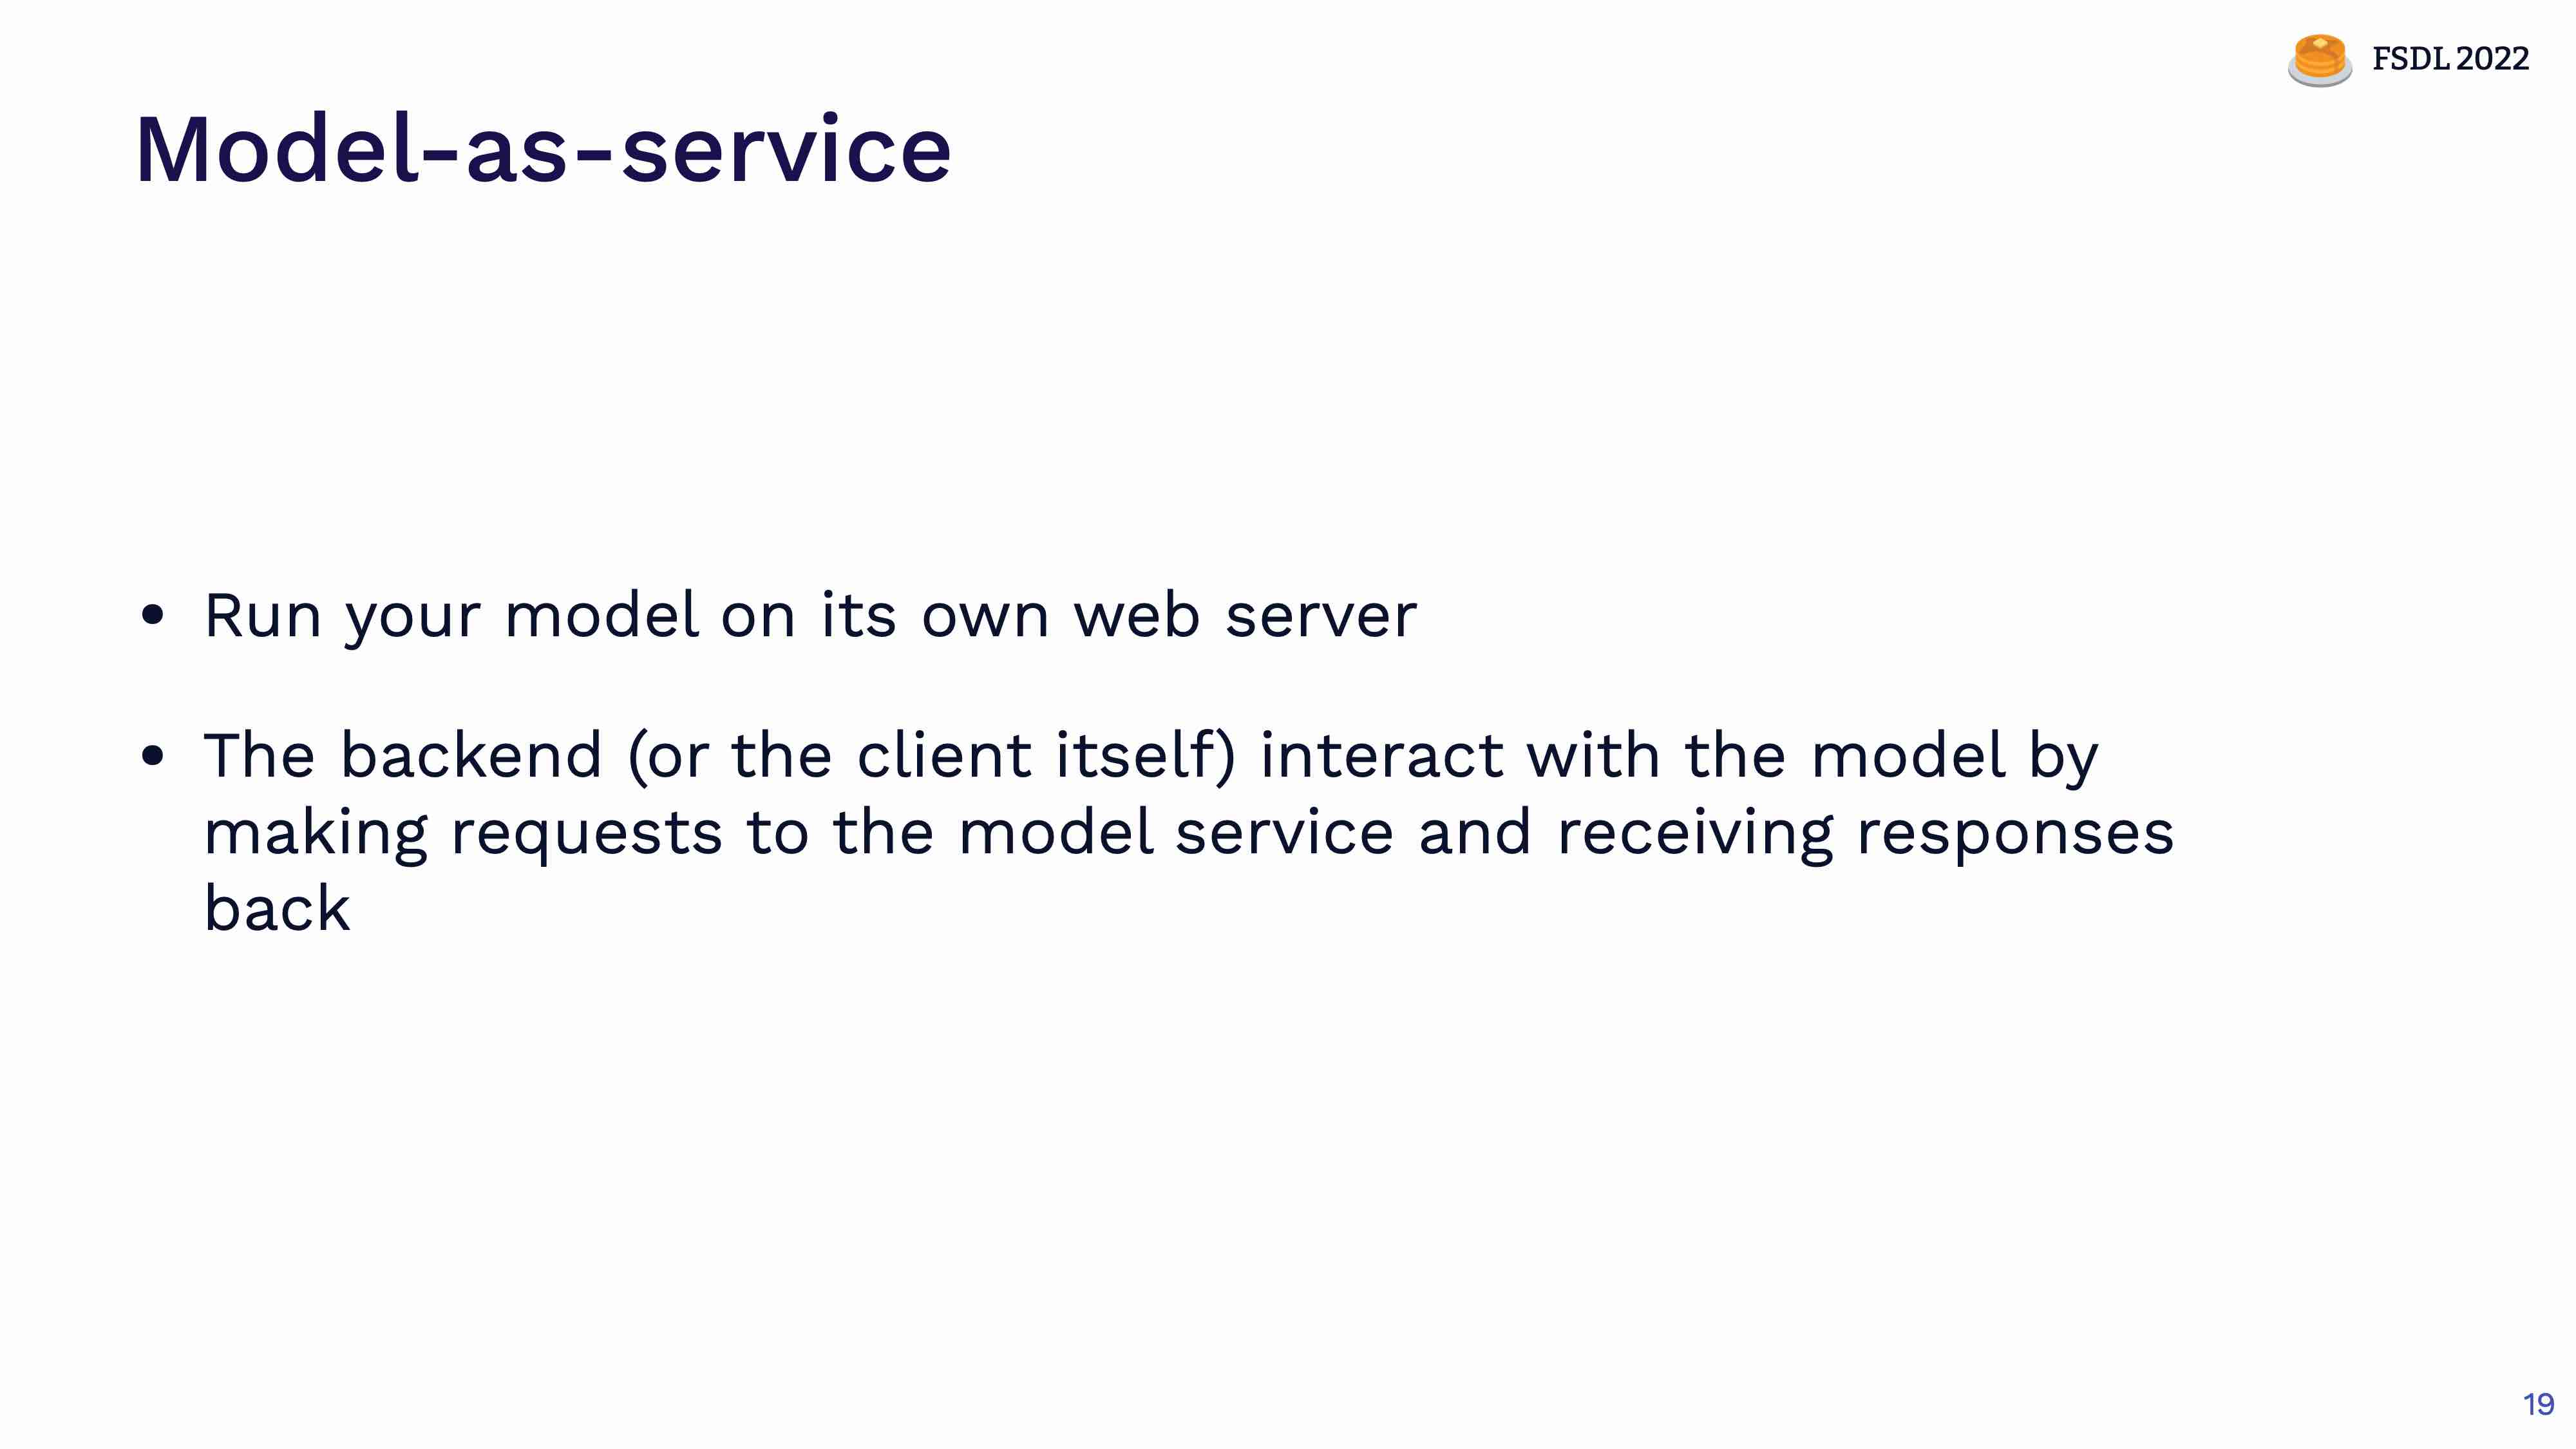 FSDL 2022
Model-as-service
• Run your model on its own web server
• The backend (or the client itself) interact with the model by
making requests to the model service and receiving responses
back
19